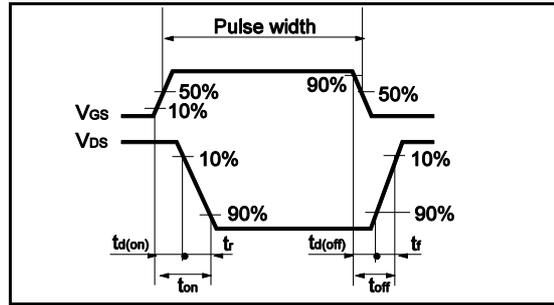 Pulse width
90%
50%
50%
10%
VGS
VDS
10%
10%
90%
90%
td(on)
tr
td(off)
tf
ton
toff